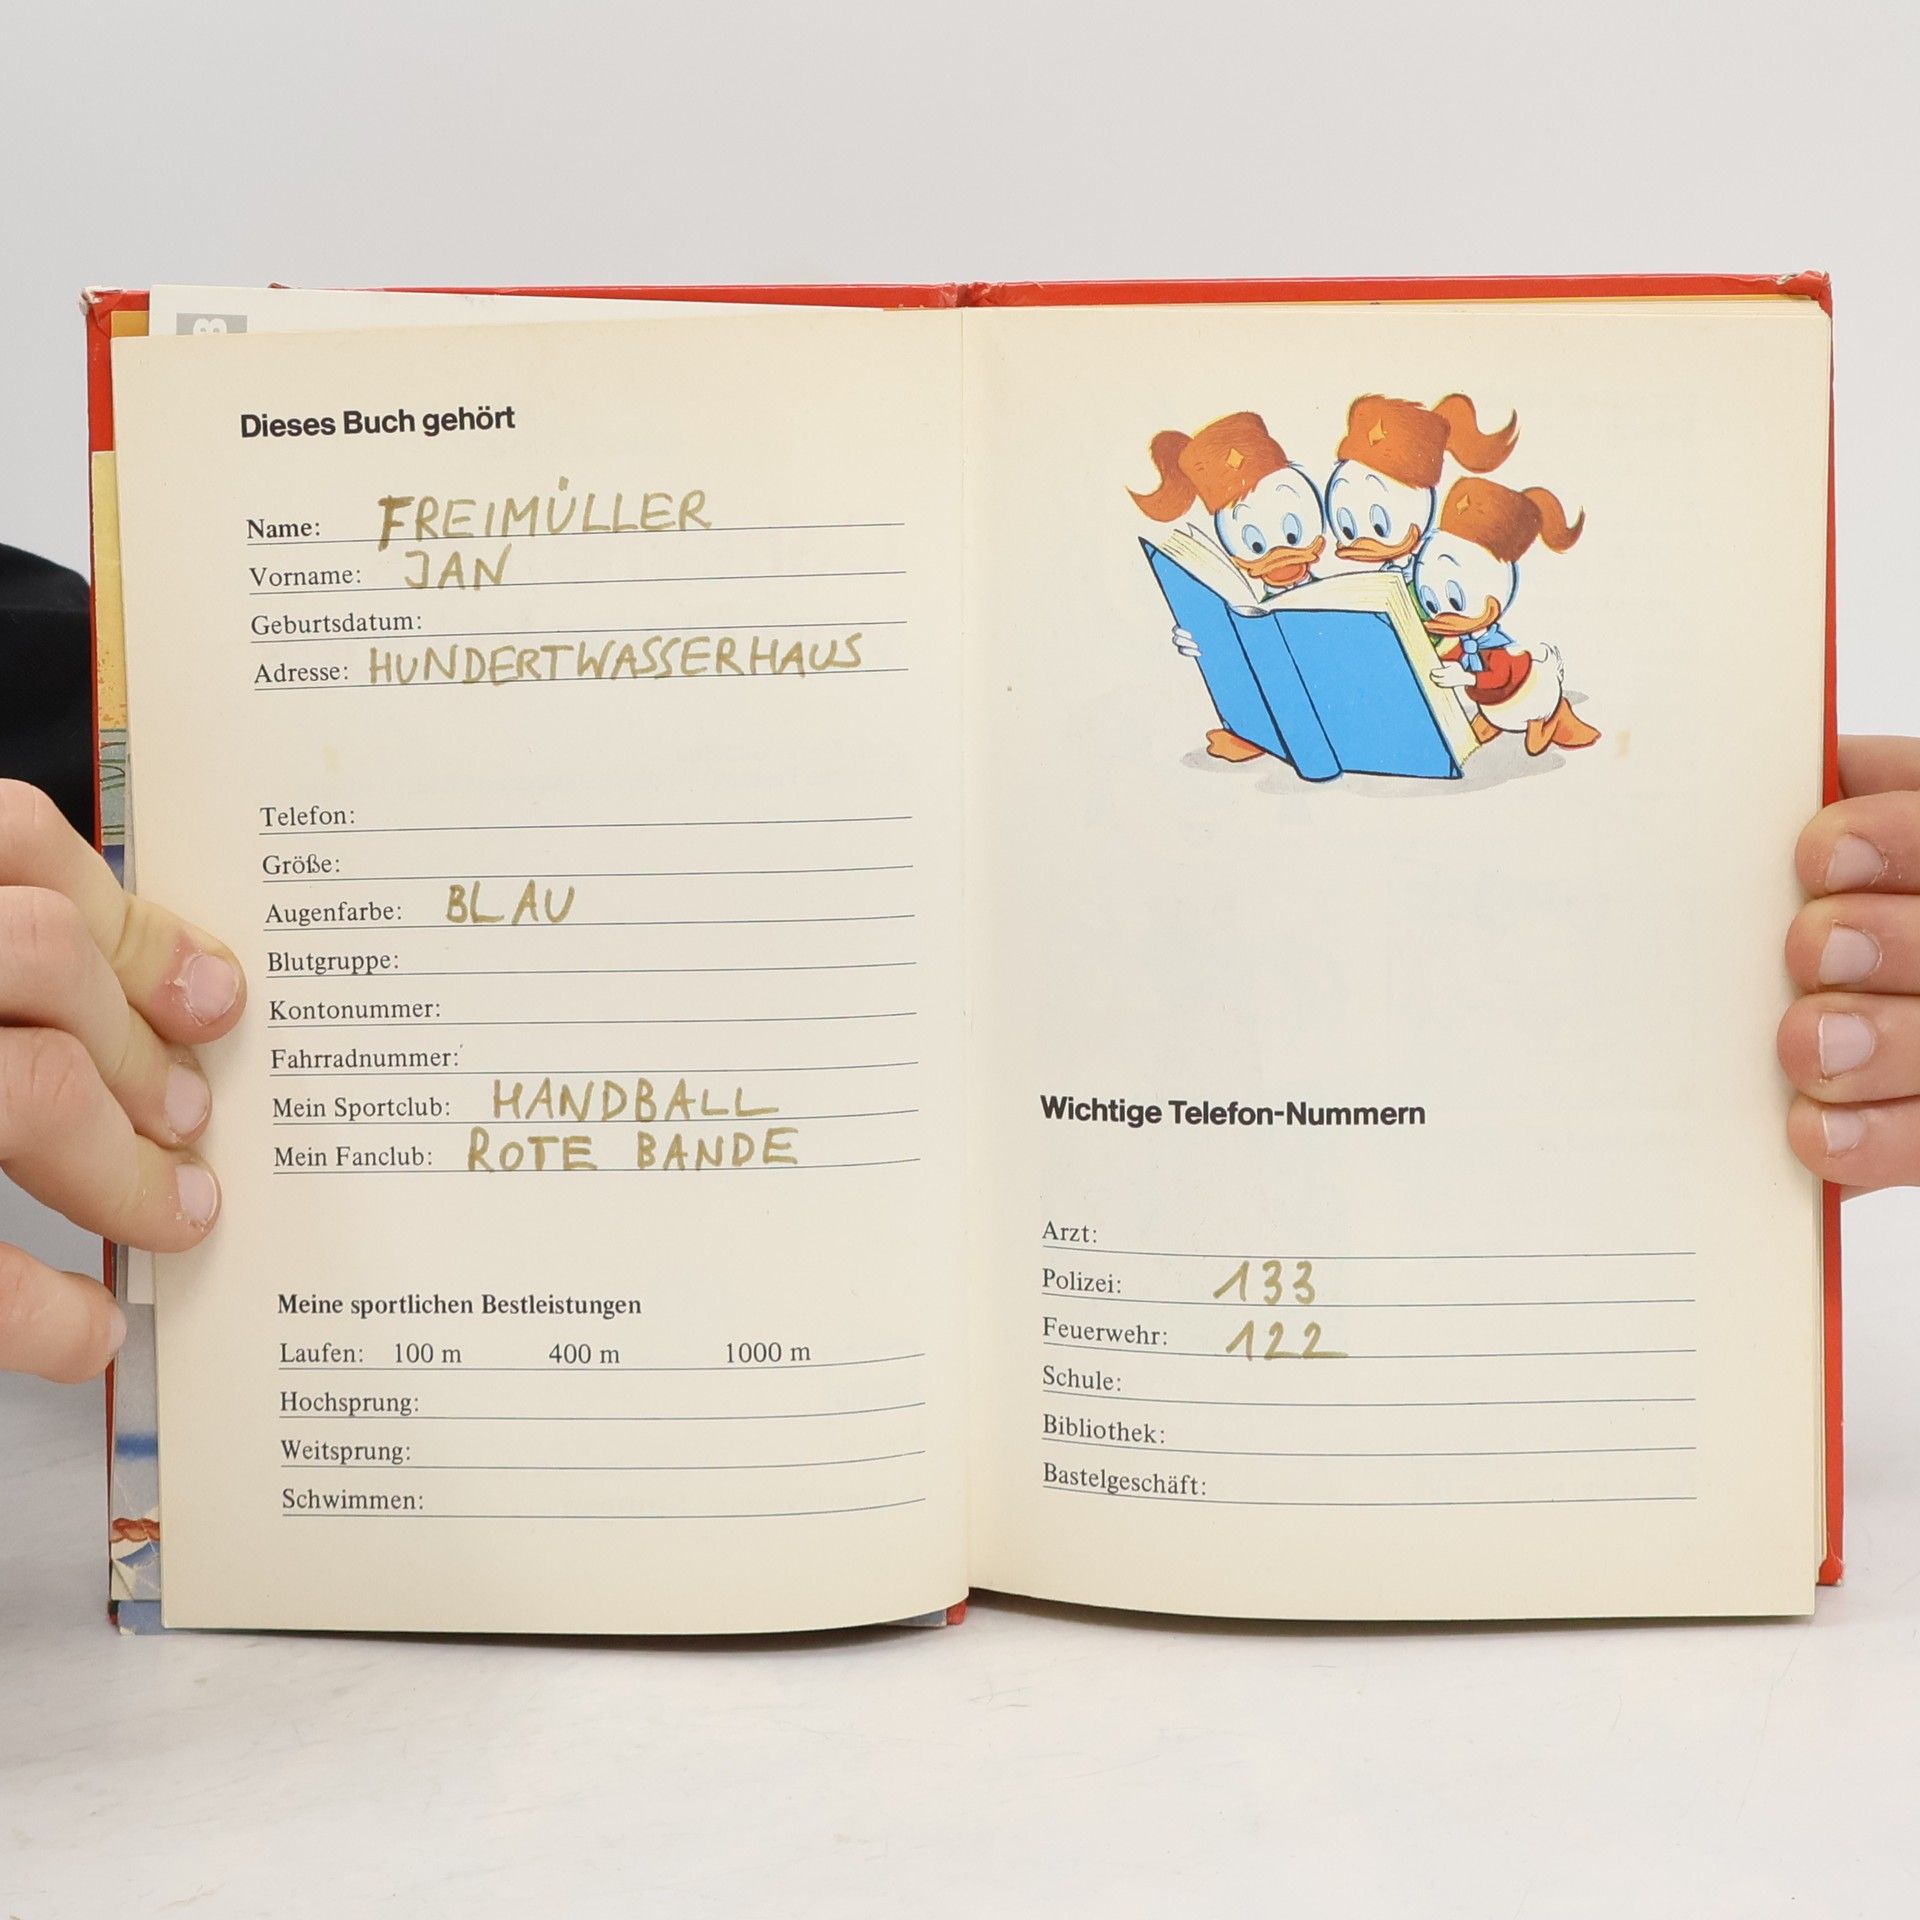 Dieses Buch gehört
Name: FREIMÜLLER
Vorname: JAN
Geburtsdatum:
Adresse: HUNDERTWASSERHAUS
Telefon:
Größe:
Augenfarbe: BLAU
Blutgruppe:
Kontonummer:
Fahrradnummer:
Mein Sportclub: HANDBALL
Mein Fanclub: ROTE BANDE
Meine sportlichen Bestleistungen
Laufen: 100 m 400 m 1000 m
Hochsprung:
Weitsprung:
Schwimmen:
Wichtige Telefon-Nummern
Arzt:
Polizei: 133
Feuerwehr: 122
Schule:
Bibliothek:
Bastelgeschäft: